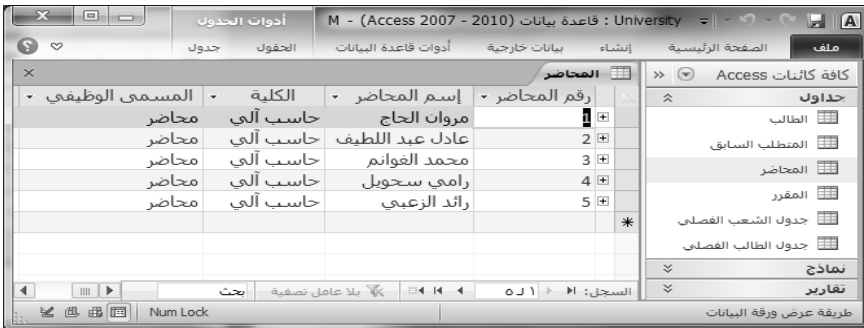 University : قاعدة بيانات (Access 2007 - 2010) - M
أدوات الجدول
ملف الصفحة الرئيسية إنشاء بيانات خارجية أدوات قاعدة البيانات الحقول جدول
كافة كائنات Access
المحاضر
جداول
الطالب
المتطلب السابق
المحاضر
المقرر
جدول الشعب الفصلي
جدول الطالب الفصلي
نماذج
تقارير
رقم المحاضر إسم المحاضر الكلية المسمى الوظيفي
1 مروان الحاج حاسب آلي محاضر
2 عادل عبد اللطيف حاسب آلي محاضر
3 محمد الغوانم حاسب آلي محاضر
4 رامي سحويل حاسب آلي محاضر
5 رائد الزعبي حاسب آلي محاضر
السجل: ١ لـ ٥ بلا عامل تصفية بحث
طريقة عرض ورقة البيانات Num Lock